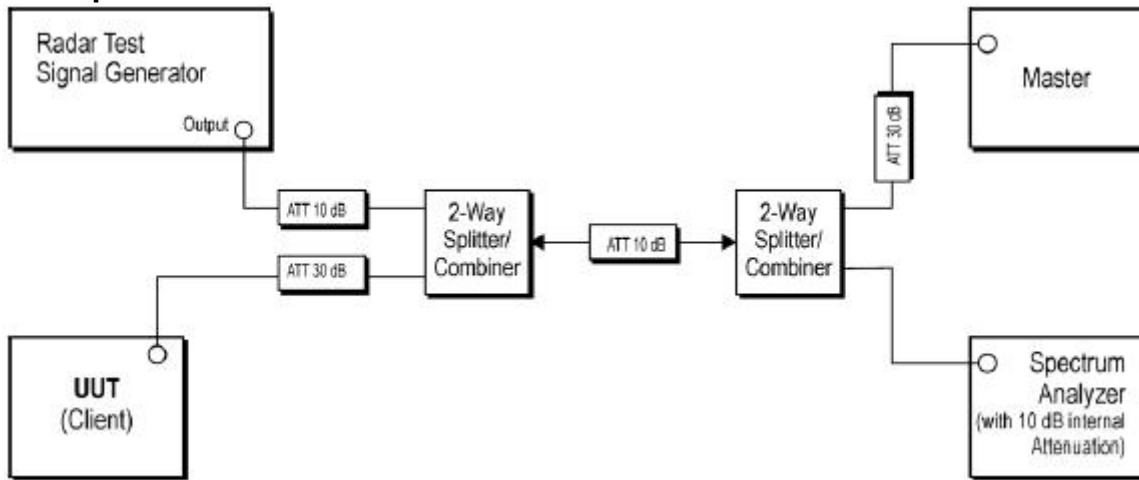 Radar Test
Signal Generator
Output
ATT 10 dB
ATT 30 dB
2-Way
Splitter/
Combiner
ATT 10 dB
2-Way
Splitter/
Combiner
ATT 30 dB
Master
UUT
(Client)
Spectrum
Analyzer
(with 10 dB internal
Attenuation)